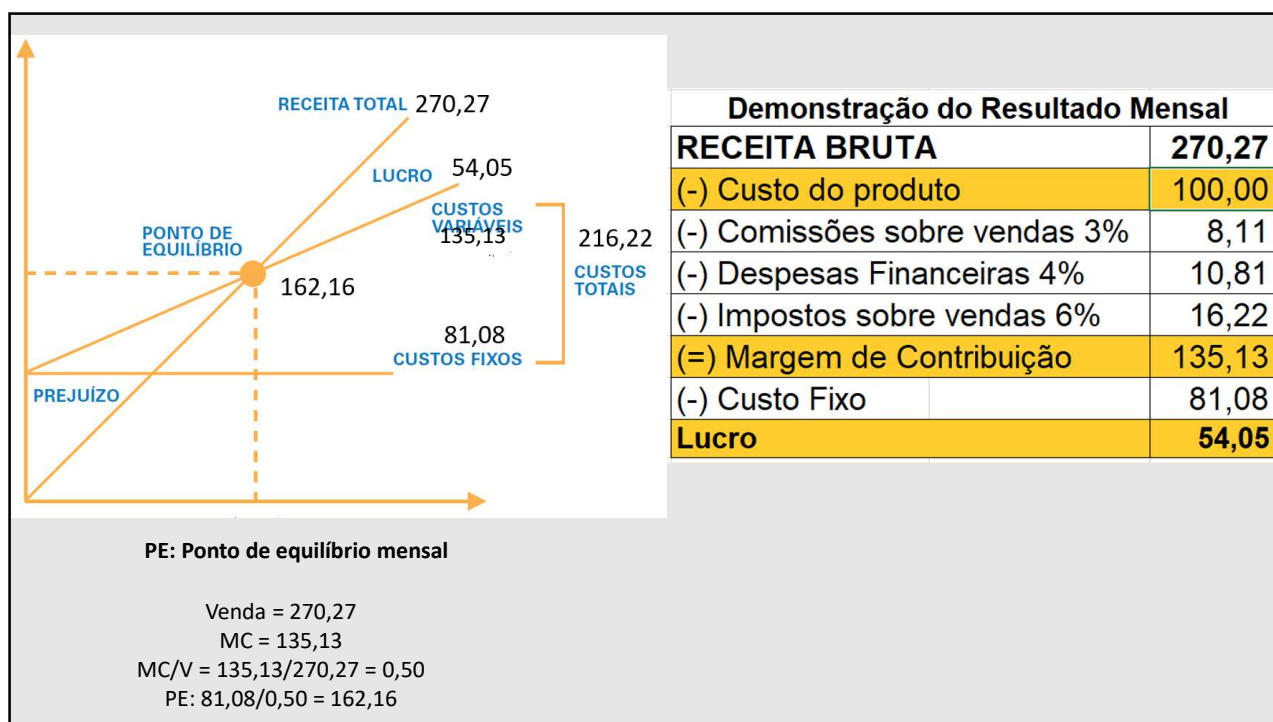 RECEITA TOTAL 270,27
LUCRO 54,05
CUSTOS
VARIÁVEIS
135,13
216,22
CUSTOS
TOTAIS
PONTO DE
EQUILÍBRIO
162,16
81,08
CUSTOS FIXOS
PREJUÍZO
Demonstração do Resultado Mensal
RECEITA BRUTA 270,27
(-) Custo do produto 100,00
(-) Comissões sobre vendas 3% 8,11
(-) Despesas Financeiras 4% 10,81
(-) Impostos sobre vendas 6% 16,22
(=) Margem de Contribuição 135,13
(-) Custo Fixo 81,08
Lucro 54,05
PE: Ponto de equilíbrio mensal
Venda = 270,27
MC = 135,13
MC/V = 135,13/270,27 = 0,50
PE: 81,08/0,50 = 162,16